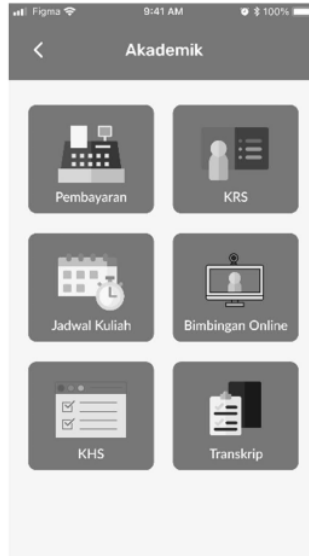 Figma 9:41 AM 100%
Akademik
Pembayaran KRS
Jadwal Kuliah Bimbingan Online
KHS Transkrip